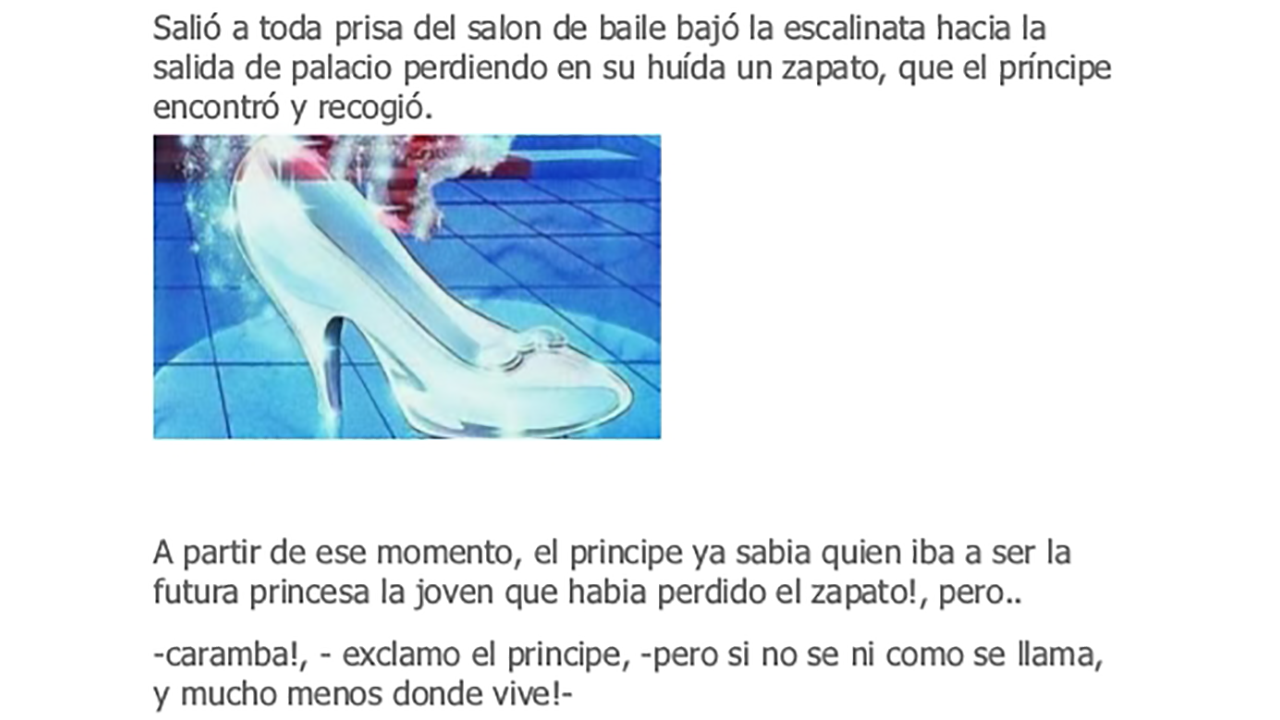 Salió a toda prisa del salon de baile bajó la escalinata hacia la
salida de palacio perdiendo en su huída un zapato, que el príncipe
encontró y recogió.
A partir de ese momento, el principe ya sabia quien iba a ser la
futura princesa la joven que habia perdido el zapato!, pero..
-caramba!, - exclamo el principe, -pero si no se ni como se llama,
y mucho menos donde vive!-